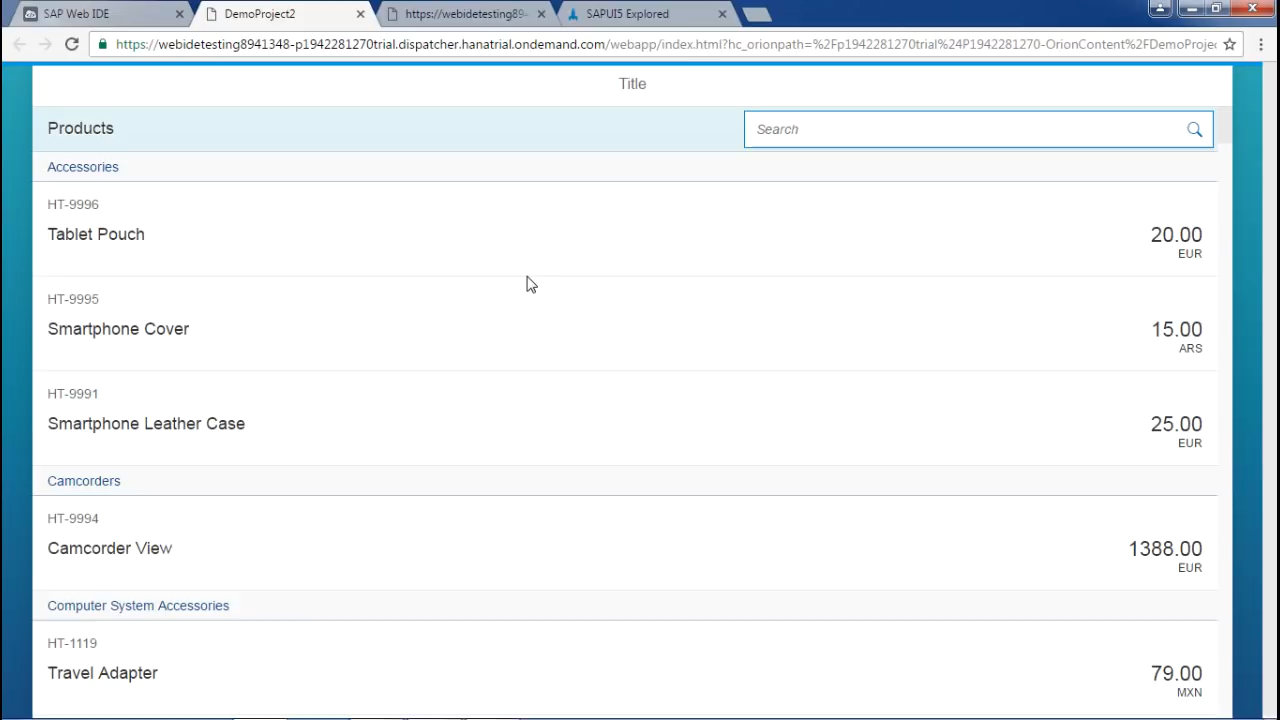 SAP Web IDE
DemoProject2
https://webidetesting89
SAPUI5 Explored
https://webidetesting8941348-p1942281270trial.dispatcher.hanatrial.ondemand.com/webapp/index.html?hc_orionpath=%2Fp1942281270trial%24P1942281270-OrionContent%2FDemoProjec
Title
Products
Search
Accessories
HT-9996
Tablet Pouch
20.00
EUR
HT-9995
Smartphone Cover
15.00
ARS
HT-9991
Smartphone Leather Case
25.00
EUR
Camcorders
HT-9994
Camcorder View
1388.00
EUR
Computer System Accessories
HT-1119
Travel Adapter
79.00
MXN